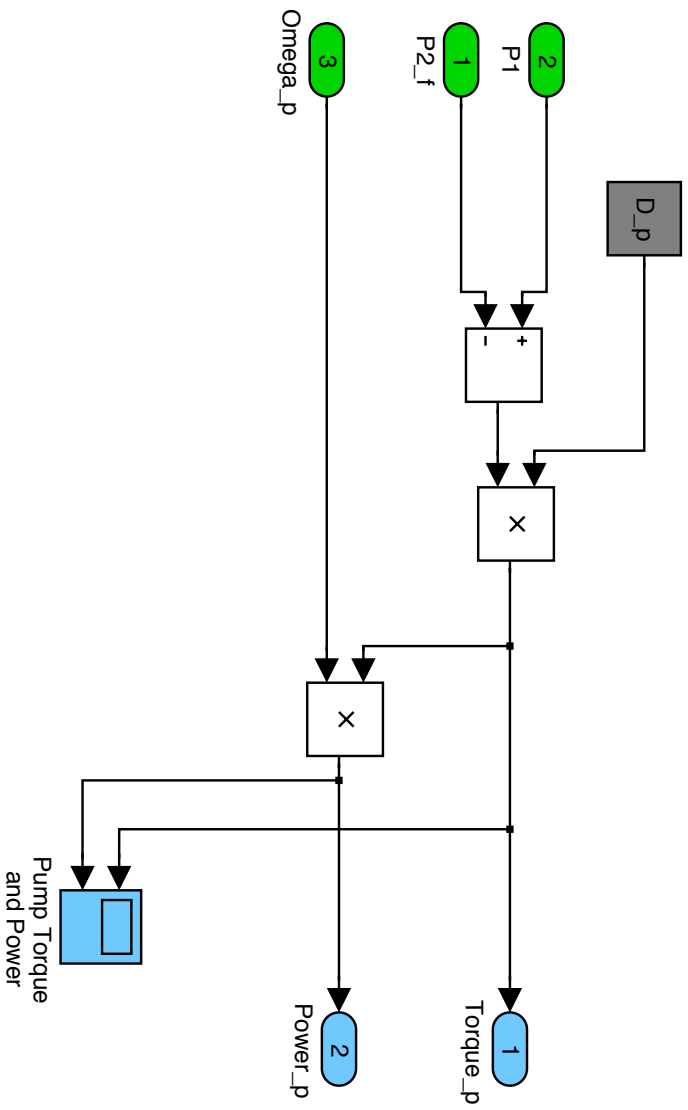 D_p
2
P1
1
P2_f
3
Omega_p
+
−
×
×
1
Torque_p
2
Power_p
Pump Torque
and Power